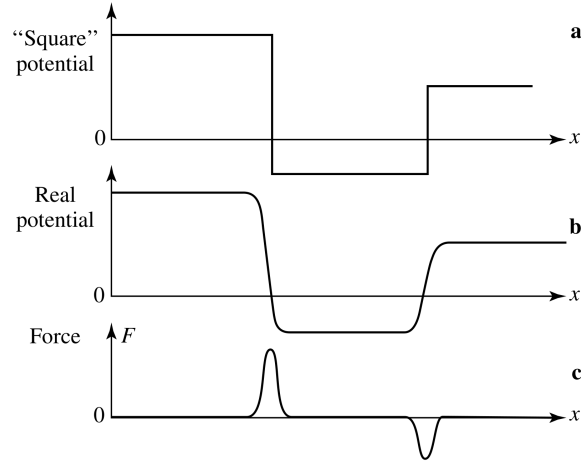 “Square”
potential
a
0
x
Real
potential
b
0
x
Force
F
c
0
x